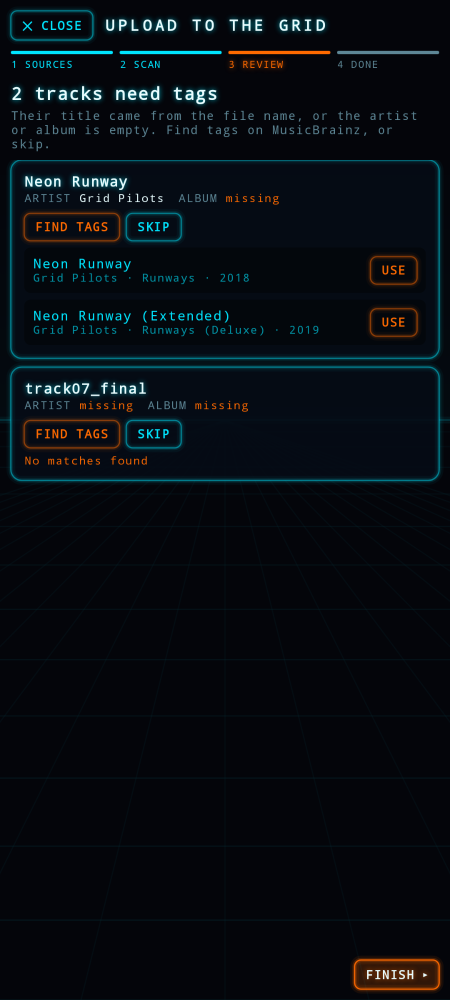 ✕ CLOSE UPLOAD TO THE GRID
1 SOURCES 2 SCAN 3 REVIEW 4 DONE
2 tracks need tags
Their title came from the file name, or the artist
or album is empty. Find tags on MusicBrainz, or
skip.
Neon Runway
ARTIST Grid Pilots ALBUM missing
FIND TAGS SKIP
Neon Runway
Grid Pilots · Runways · 2018
USE
Neon Runway (Extended)
Grid Pilots · Runways (Deluxe) · 2019
USE
track07_final
ARTIST missing ALBUM missing
FIND TAGS SKIP
No matches found
FINISH ▸